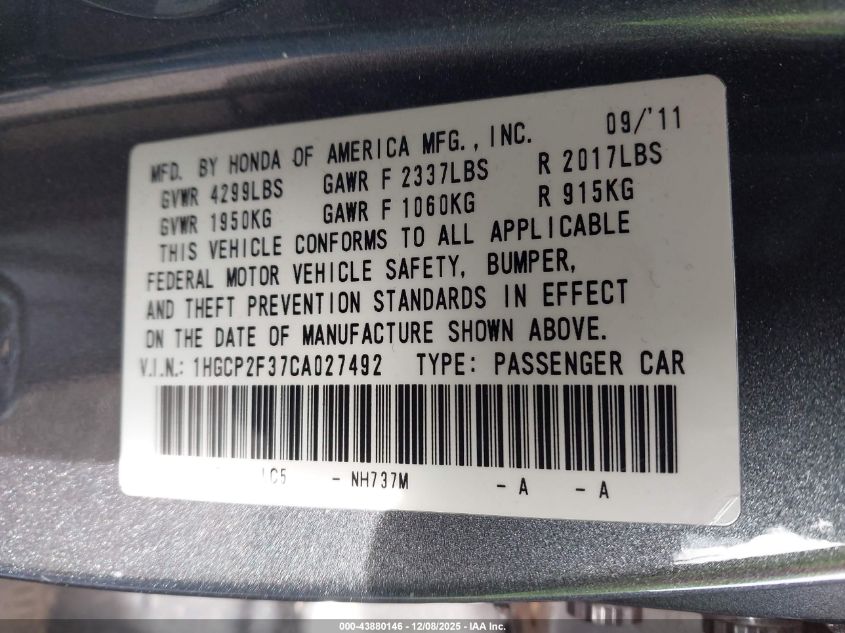 MFD. BY HONDA OF AMERICA MFG., INC. 09/'11
GVWR 4299LBS GAWR F 2337LBS R 2017LBS
GVWR 1950KG GAWR F 1060KG R 915KG
THIS VEHICLE CONFORMS TO ALL APPLICABLE
FEDERAL MOTOR VEHICLE SAFETY, BUMPER,
AND THEFT PREVENTION STANDARDS IN EFFECT
ON THE DATE OF MANUFACTURE SHOWN ABOVE.
V.I.N.: 1HGCP2F37CA027492 TYPE: PASSENGER CAR
LC5 - NH737M - A - A
000-43880146 - 12/08/2025 - IAA Inc.